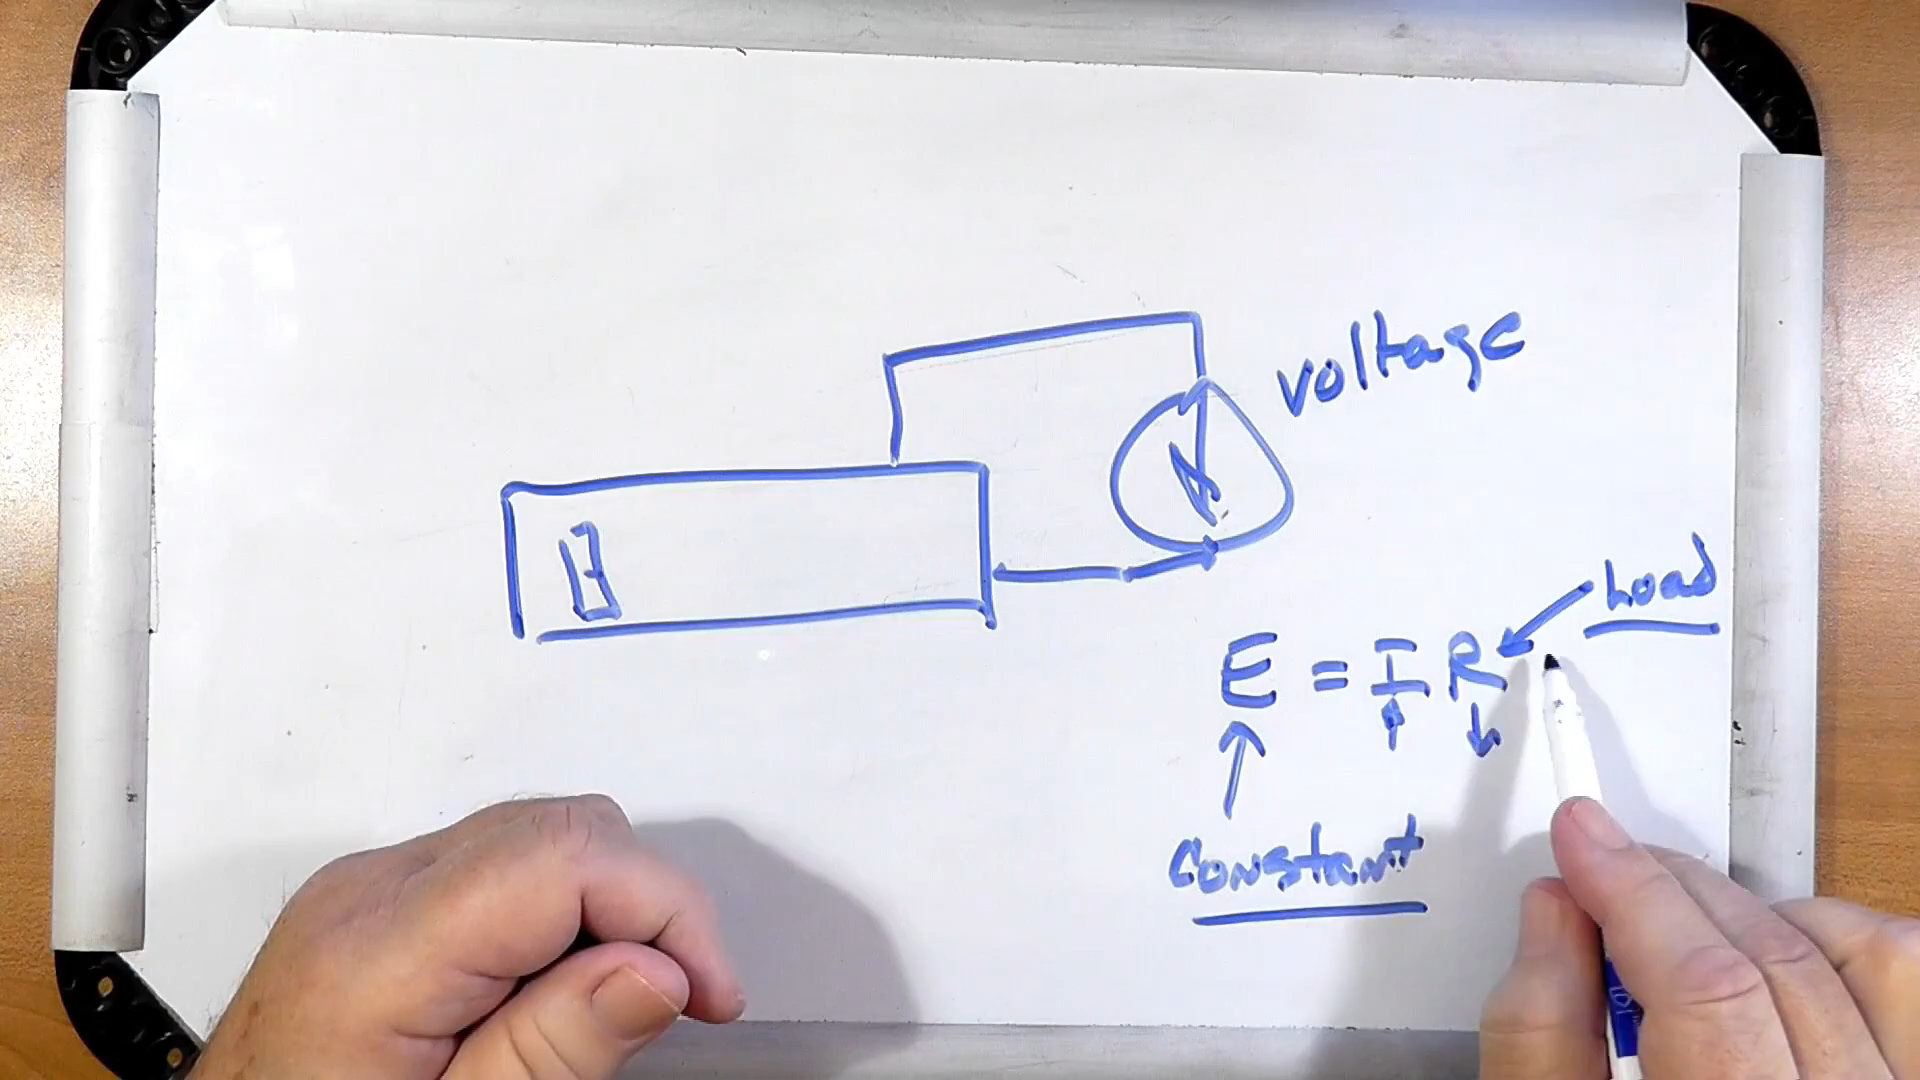 voltage
Load
E = I R
Constant